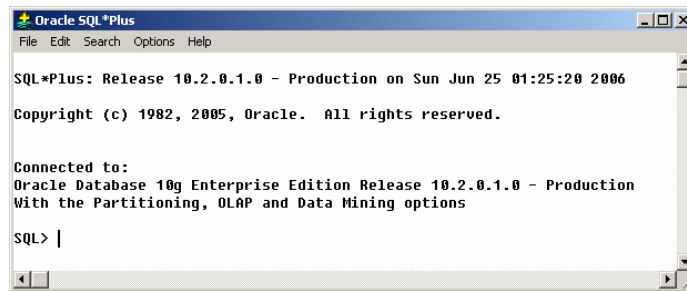 Oracle SQL*Plus
File Edit Search Options Help
SQL*Plus: Release 10.2.0.1.0 - Production on Sun Jun 25 01:25:20 2006
Copyright (c) 1982, 2005, Oracle.  All rights reserved.
Connected to:
Oracle Database 10g Enterprise Edition Release 10.2.0.1.0 - Production
With the Partitioning, OLAP and Data Mining options
SQL>